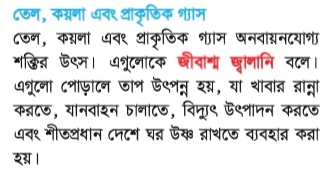 তেল, কয়লা এবং প্রাকৃতিক গ্যাস
তেল, কয়লা এবং প্রাকৃতিক গ্যাস অনবায়নযোগ্য
শক্তির উৎস। এগুলোকে জীবাশ্ম জ্বালানি বলে।
এগুলো পোড়ালে তাপ উৎপন্ন হয়, যা খাবার রান্না
করতে, যানবাহন চালাতে, বিদ্যুৎ উৎপাদন করতে
এবং শীতপ্রধান দেশে ঘর উষ্ণ রাখতে ব্যবহার করা
হয়।